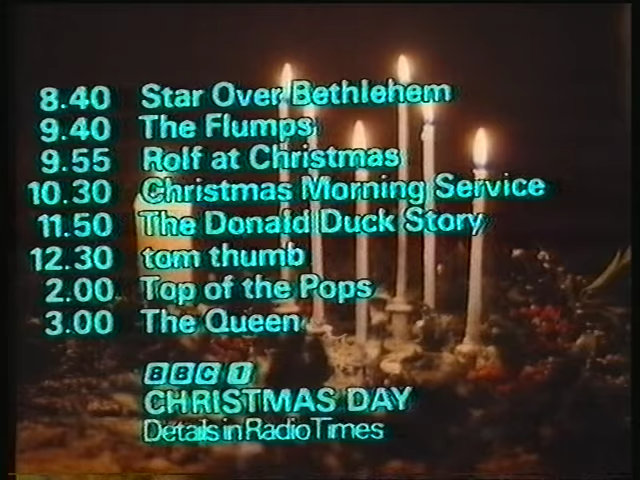 8.40 Star Over Bethlehem
9.40 The Flumps
9.55 Rolf at Christmas
10.30 Christmas Morning Service
11.50 The Donald Duck Story
12.30 tom thumb
2.00 Top of the Pops
3.00 The Queen
BBC 1
CHRISTMAS DAY
Details in Radio Times